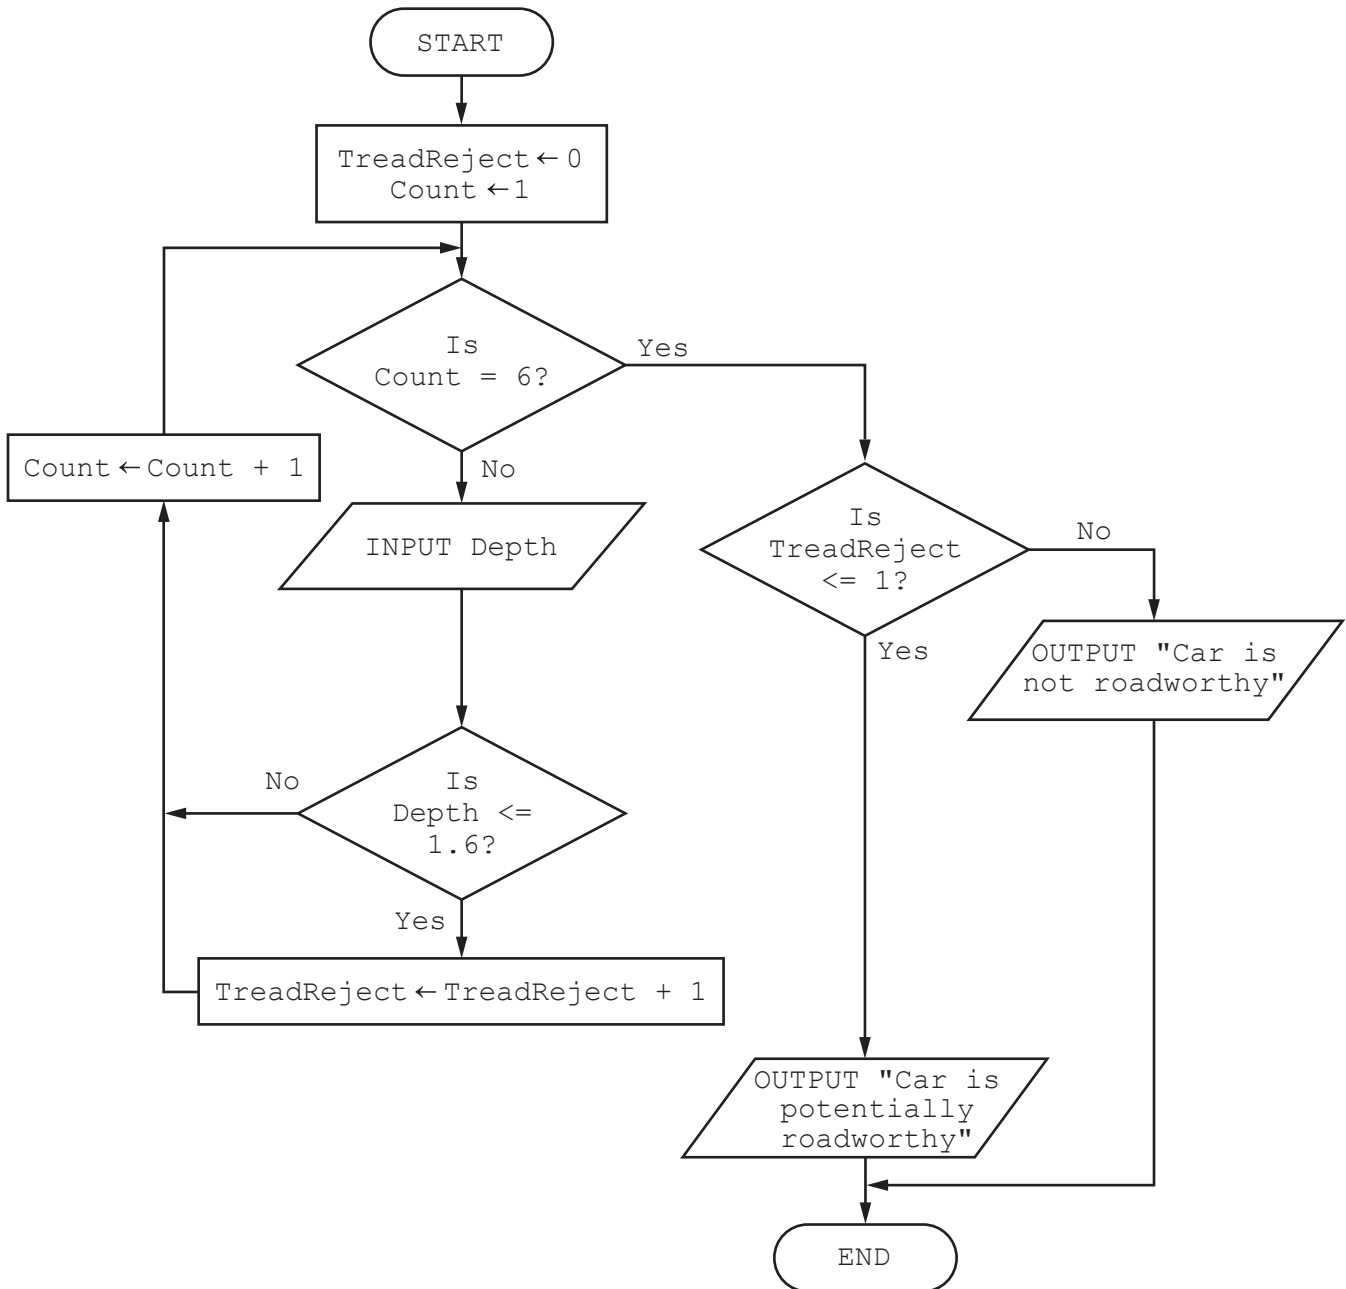 START
TreadReject ← 0
Count ← 1
Is
Count = 6?
Yes
No
Count ← Count + 1
INPUT Depth
Is
TreadReject
<= 1?
No
Yes
OUTPUT "Car is
not roadworthy"
Is
Depth <=
1.6?
No
Yes
TreadReject ← TreadReject + 1
OUTPUT "Car is
potentially
roadworthy"
END